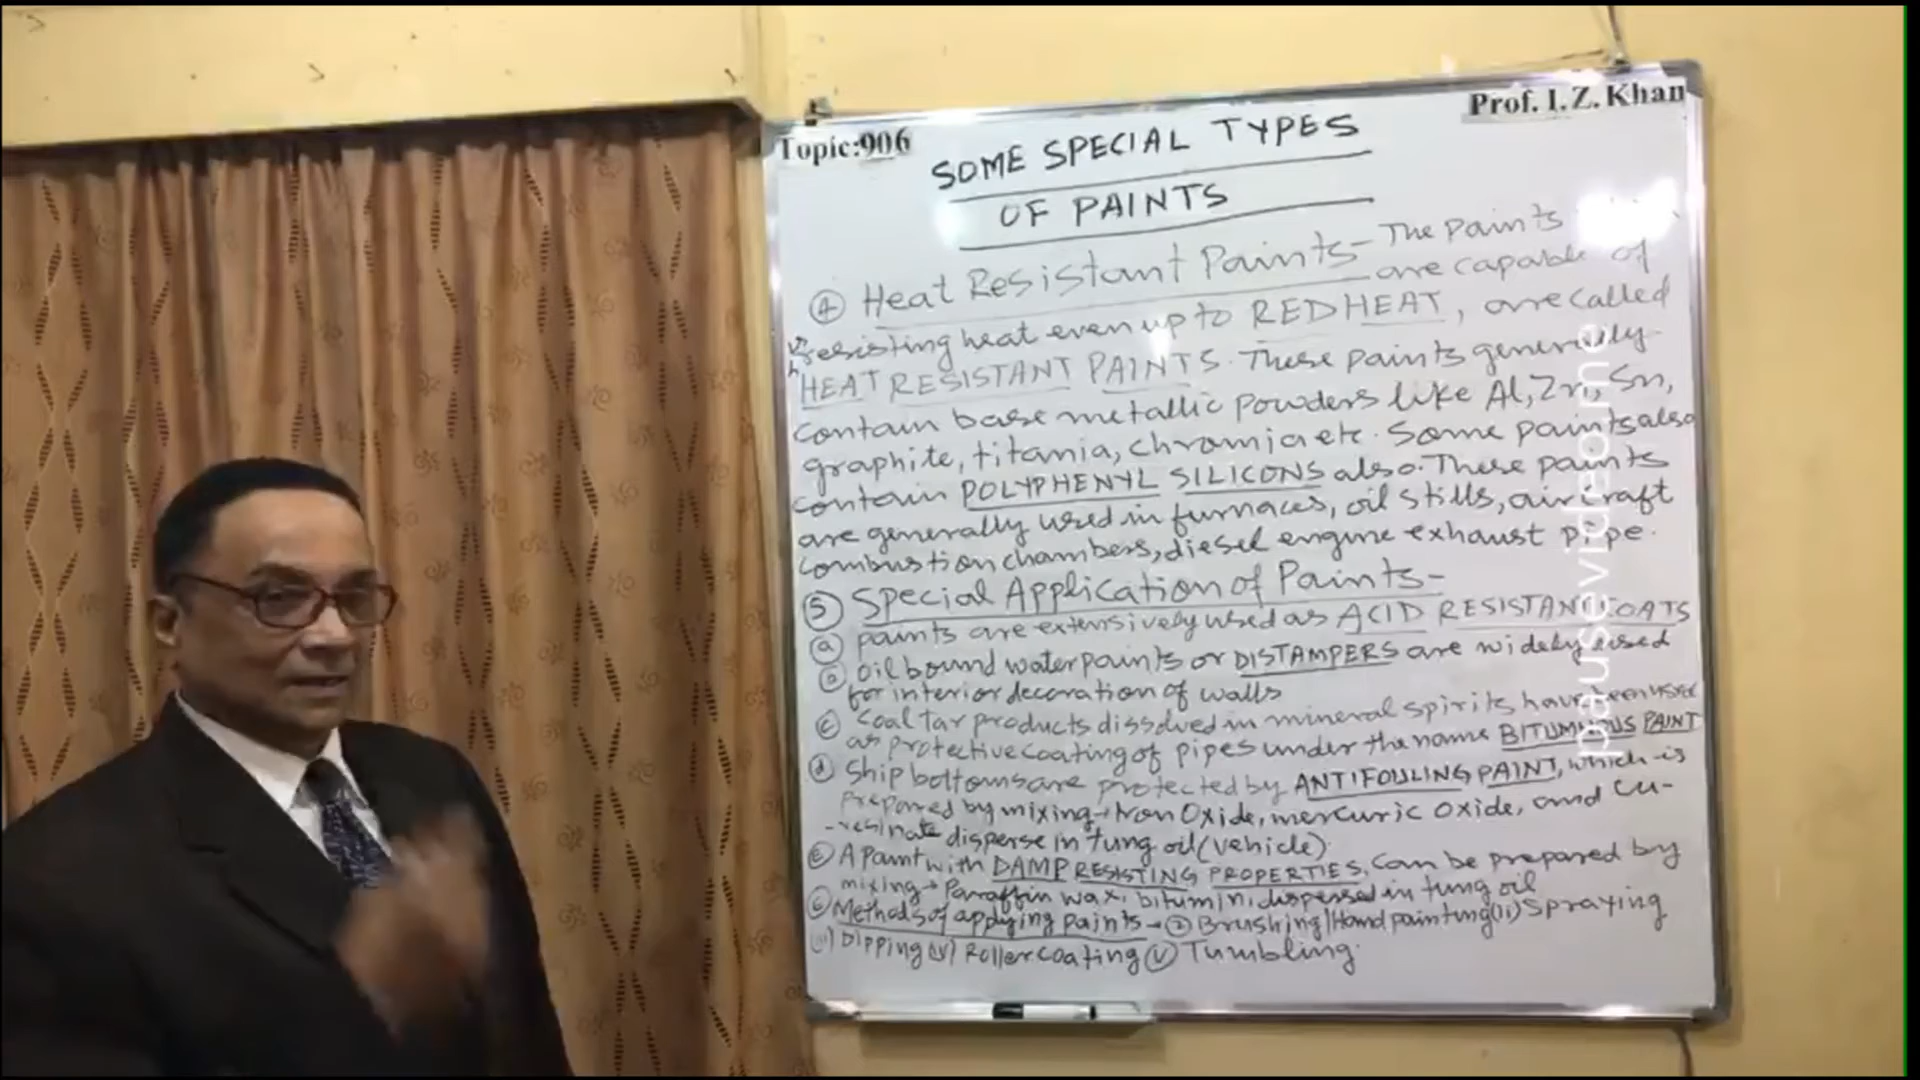 Topic:906
Prof. I. Z. Khan
SOME SPECIAL TYPES
OF PAINTS
④ Heat Resistant Paints - The paints
are capable of
resisting heat even up to RED HEAT, are called
HEAT RESISTANT PAINTS. These paints generally
contain base metallic powders like Al, Zn, Sn,
graphite, titania, chromia etc. Some paints also
contain POLYPHENYL SILICONS also. These paints
are generally used in furnaces, oil stills, aircraft
combustion chambers, diesel engine exhaust pipe.
⑤ Special Application of Paints-
ⓐ paints are extensively used as ACID RESISTANT COATS
oil bound water paints or DISTAMPERS are widely used
for interior decoration of walls
ⓒ Coal tar products dissolved in mineral spirits have been used
as protective coating of pipes under the name BITUMINOUS PAINT
ⓓ Ship bottoms are protected by ANTIFOULING PAINT, which is
prepared by mixing → Iron Oxide, mercuric oxide, and Cu-
-resinate disperse in tung oil (vehicle)
ⓔ A Paint with DAMP RESISTING PROPERTIES, can be prepared by
mixing → Paraffin wax, bitumin, dispersed in tung oil
⑥ Methods of applying paints → ① Brushing/Hand painting (ii) Spraying
(iii) Dipping (iv) Roller coating ⓥ Tumbling.
pausevideo.me